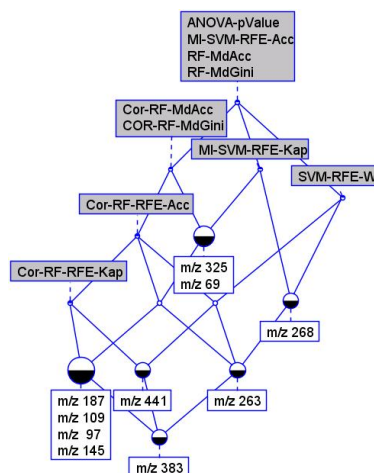 ANOVA-pValue
MI-SVM-RFE-Acc
RF-MdAcc
RF-MdGini
Cor-RF-MdAcc
COR-RF-MdGini
MI-SVM-RFE-Kap
SVM-RFE-W
Cor-RF-RFE-Acc
m/z 325
m/z 69
Cor-RF-RFE-Kap
m/z 268
m/z 187
m/z 109
m/z 97
m/z 145
m/z 441
m/z 263
m/z 383